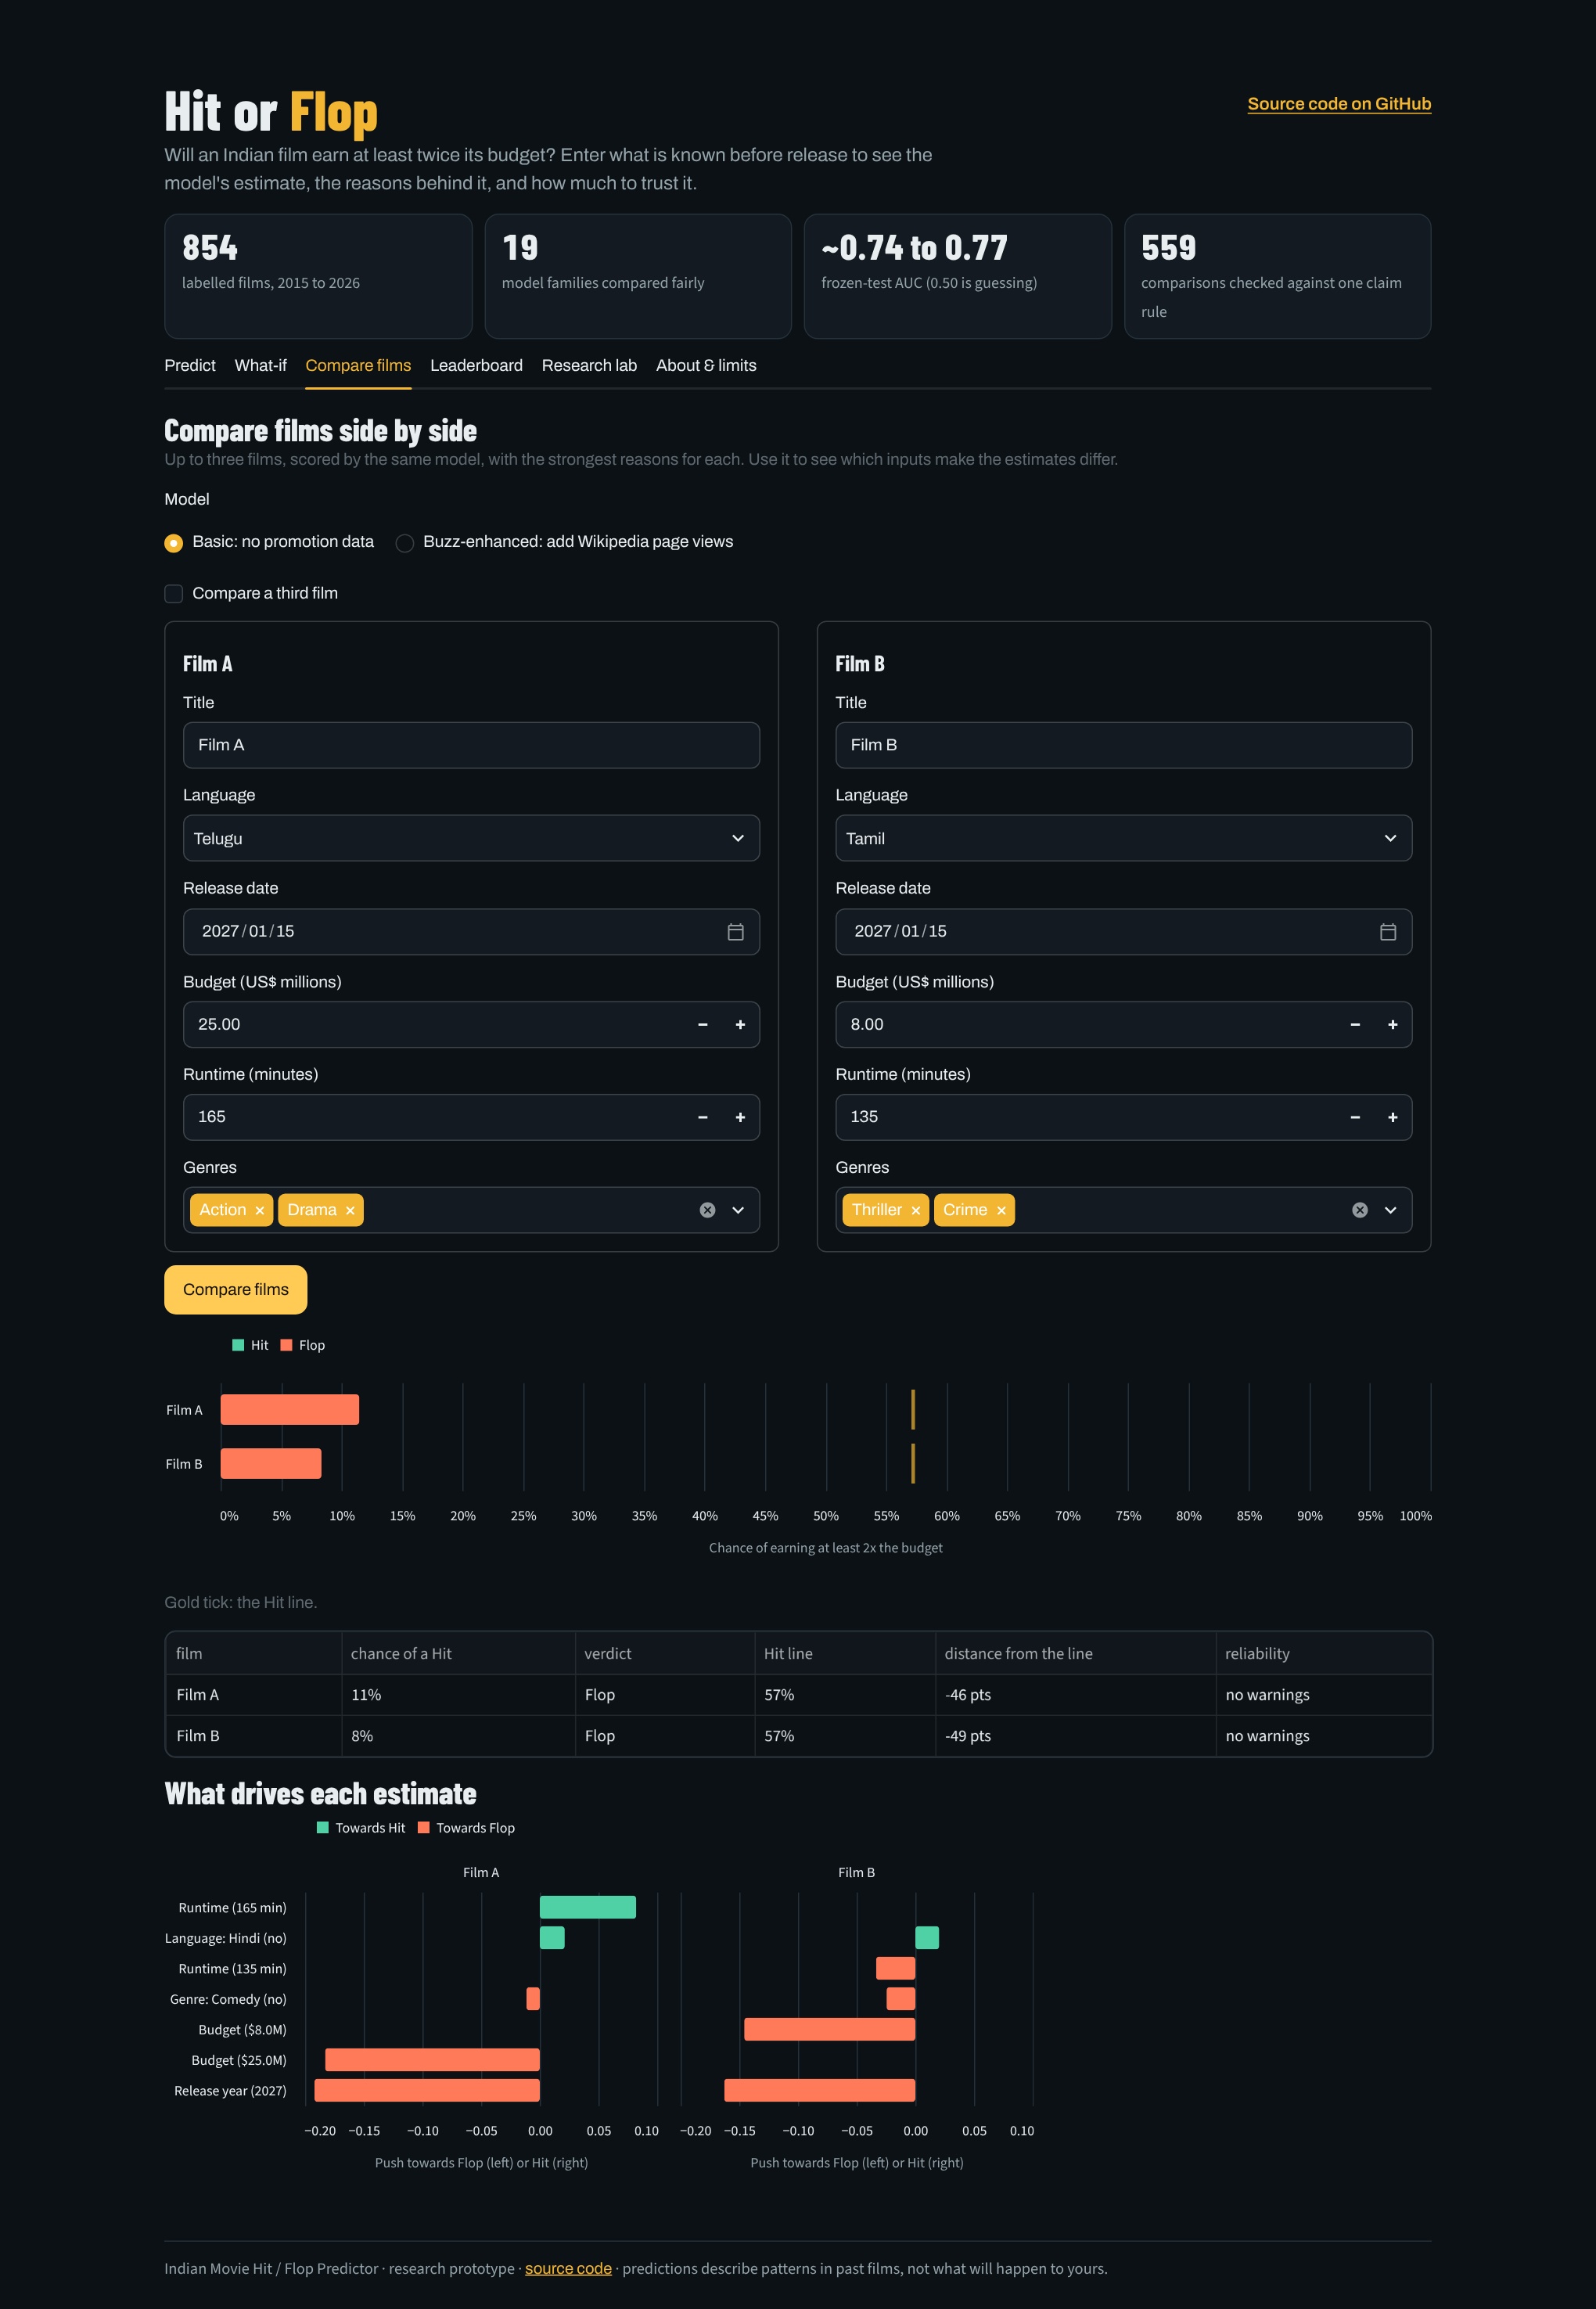 Hit or Flop
Source code on GitHub
Will an Indian film earn at least twice its budget? Enter what is known before release to see the
model's estimate, the reasons behind it, and how much to trust it.
854
labelled films, 2015 to 2026
19
model families compared fairly
~0.74 to 0.77
frozen-test AUC (0.50 is guessing)
559
comparisons checked against one claim
rule
Predict What-if Compare films Leaderboard Research lab About & limits
Compare films side by side
Up to three films, scored by the same model, with the strongest reasons for each. Use it to see which inputs make the estimates differ.
Model
Basic: no promotion data Buzz-enhanced: add Wikipedia page views
Compare a third film
Film A
Title
Film A
Language
Telugu
Release date
2027/01/15
Budget (US$ millions)
25.00
Runtime (minutes)
165
Genres
Action Drama
Film B
Title
Film B
Language
Tamil
Release date
2027/01/15
Budget (US$ millions)
8.00
Runtime (minutes)
135
Genres
Thriller Crime
Compare films
Hit Flop
Film A
Film B
0% 5% 10% 15% 20% 25% 30% 35% 40% 45% 50% 55% 60% 65% 70% 75% 80% 85% 90% 95% 100%
Chance of earning at least 2x the budget
Gold tick: the Hit line.
film chance of a Hit verdict Hit line distance from the line reliability
Film A 11% Flop 57% -46 pts no warnings
Film B 8% Flop 57% -49 pts no warnings
What drives each estimate
Towards Hit Towards Flop
Film A Film B
Runtime (165 min)
Language: Hindi (no)
Runtime (135 min)
Genre: Comedy (no)
Budget ($8.0M)
Budget ($25.0M)
Release year (2027)
−0.20 −0.15 −0.10 −0.05 0.00 0.05 0.10 −0.20 −0.15 −0.10 −0.05 0.00 0.05 0.10
Push towards Flop (left) or Hit (right) Push towards Flop (left) or Hit (right)
Indian Movie Hit / Flop Predictor · research prototype · source code · predictions describe patterns in past films, not what will happen to yours.